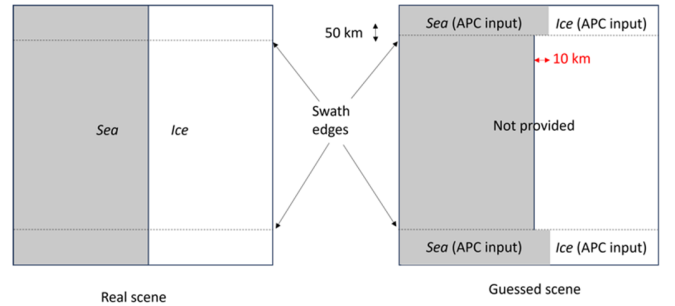 Sea (APC input) Ice (APC input)
50 km
10 km
Swath
edges
Sea Ice
Not provided
Sea (APC input) Ice (APC input)
Real scene
Guessed scene